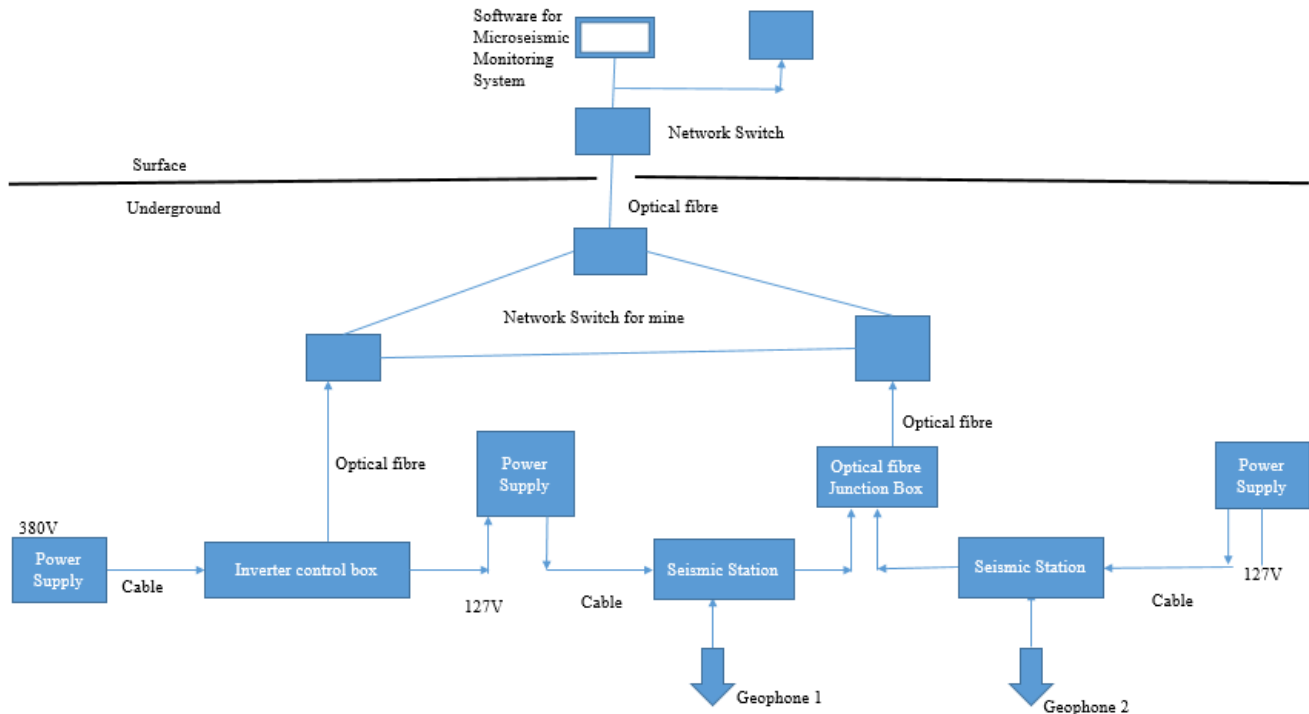 Software for
Microseismic
Monitoring
System
Network Switch
Surface
Underground
Optical fibre
Network Switch for mine
Optical fibre
Optical fibre
Power
Supply
Optical fibre
Junction Box
Power
Supply
380V
Power
Supply
Cable
Inverter control box
127V
Cable
Seismic Station
Seismic Station
Cable
127V
Geophone 1
Geophone 2